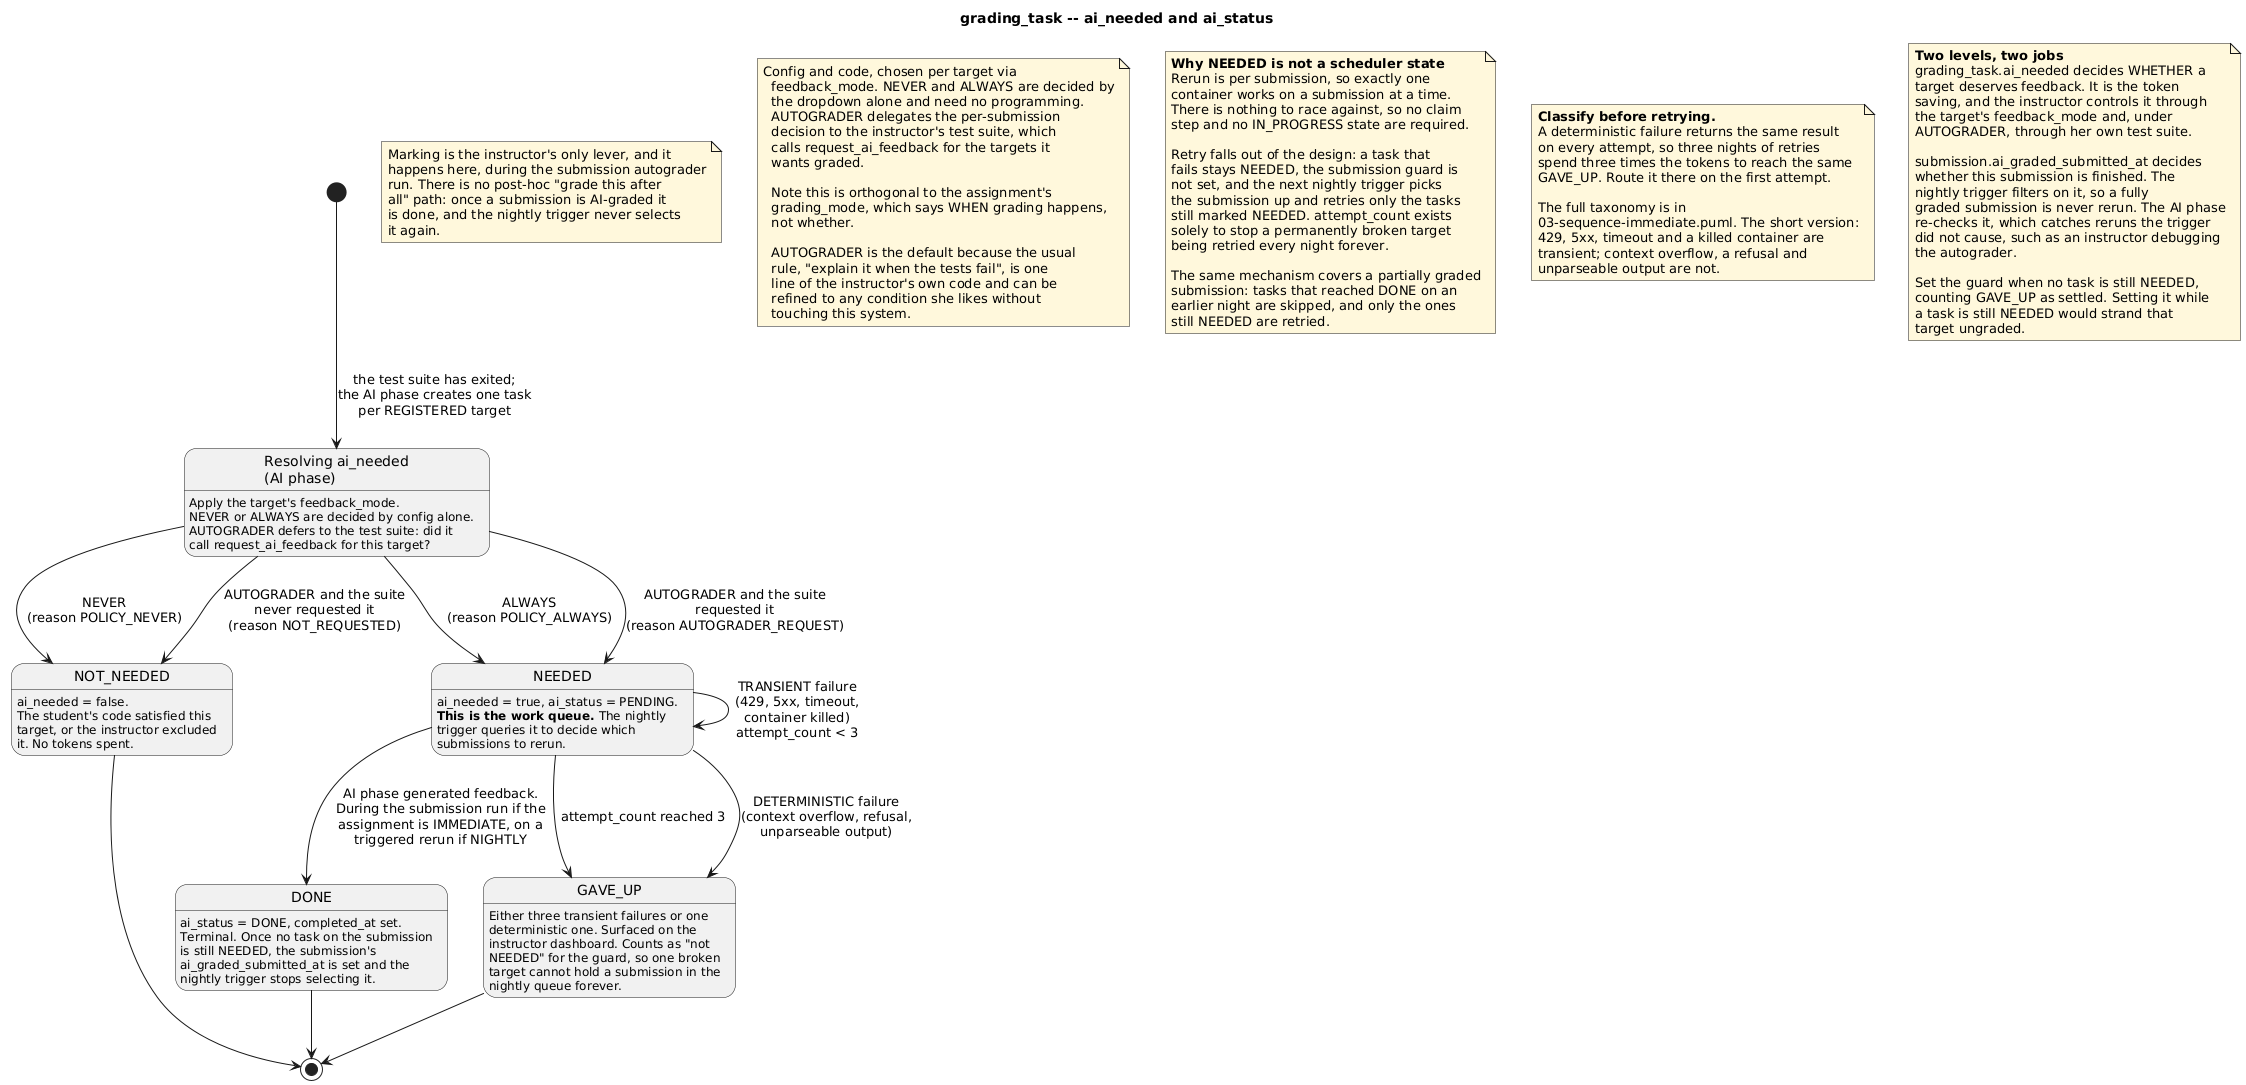 grading_task -- ai_needed and ai_status
Marking is the instructor's only lever, and it
happens here, during the submission autograder
run. There is no post-hoc "grade this after
all" path: once a submission is AI-graded it
is done, and the nightly trigger never selects
it again.
Config and code, chosen per target via
feedback_mode. NEVER and ALWAYS are decided by
the dropdown alone and need no programming.
AUTOGRADER delegates the per-submission
decision to the instructor's test suite, which
calls request_ai_feedback for the targets it
wants graded.
Note this is orthogonal to the assignment's
grading_mode, which says WHEN grading happens,
not whether.
AUTOGRADER is the default because the usual
rule, "explain it when the tests fail", is one
line of the instructor's own code and can be
refined to any condition she likes without
touching this system.
Why NEEDED is not a scheduler state
Rerun is per submission, so exactly one
container works on a submission at a time.
There is nothing to race against, so no claim
step and no IN_PROGRESS state are required.
Retry falls out of the design: a task that
fails stays NEEDED, the submission guard is
not set, and the next nightly trigger picks
the submission up and retries only the tasks
still marked NEEDED. attempt_count exists
solely to stop a permanently broken target
being retried every night forever.
The same mechanism covers a partially graded
submission: tasks that reached DONE on an
earlier night are skipped, and only the ones
still NEEDED are retried.
Classify before retrying.
A deterministic failure returns the same result
on every attempt, so three nights of retries
spend three times the tokens to reach the same
GAVE_UP. Route it there on the first attempt.
The full taxonomy is in
03-sequence-immediate.puml. The short version:
429, 5xx, timeout and a killed container are
transient; context overflow, a refusal and
unparseable output are not.
Two levels, two jobs
grading_task.ai_needed decides WHETHER a
target deserves feedback. It is the token
saving, and the instructor controls it through
the target's feedback_mode and, under
AUTOGRADER, through her own test suite.
submission.ai_graded_submitted_at decides
whether this submission is finished. The
nightly trigger filters on it, so a fully
graded submission is never rerun. The AI phase
re-checks it, which catches reruns the trigger
did not cause, such as an instructor debugging
the autograder.
Set the guard when no task is still NEEDED,
counting GAVE_UP as settled. Setting it while
a task is still NEEDED would strand that
target ungraded.
the test suite has exited;
the AI phase creates one task
per REGISTERED target
Resolving ai_needed
(AI phase)
Apply the target's feedback_mode.
NEVER or ALWAYS are decided by config alone.
AUTOGRADER defers to the test suite: did it
call request_ai_feedback for this target?
NEVER
(reason POLICY_NEVER)
AUTOGRADER and the suite
never requested it
(reason NOT_REQUESTED)
ALWAYS
(reason POLICY_ALWAYS)
AUTOGRADER and the suite
requested it
(reason AUTOGRADER_REQUEST)
NOT_NEEDED
ai_needed = false.
The student's code satisfied this
target, or the instructor excluded
it. No tokens spent.
NEEDED
ai_needed = true, ai_status = PENDING.
This is the work queue. The nightly
trigger queries it to decide which
submissions to rerun.
TRANSIENT failure
(429, 5xx, timeout,
container killed)
attempt_count < 3
AI phase generated feedback.
During the submission run if the
assignment is IMMEDIATE, on a
triggered rerun if NIGHTLY
attempt_count reached 3
DETERMINISTIC failure
(context overflow, refusal,
unparseable output)
DONE
ai_status = DONE, completed_at set.
Terminal. Once no task on the submission
is still NEEDED, the submission's
ai_graded_submitted_at is set and the
nightly trigger stops selecting it.
GAVE_UP
Either three transient failures or one
deterministic one. Surfaced on the
instructor dashboard. Counts as "not
NEEDED" for the guard, so one broken
target cannot hold a submission in the
nightly queue forever.